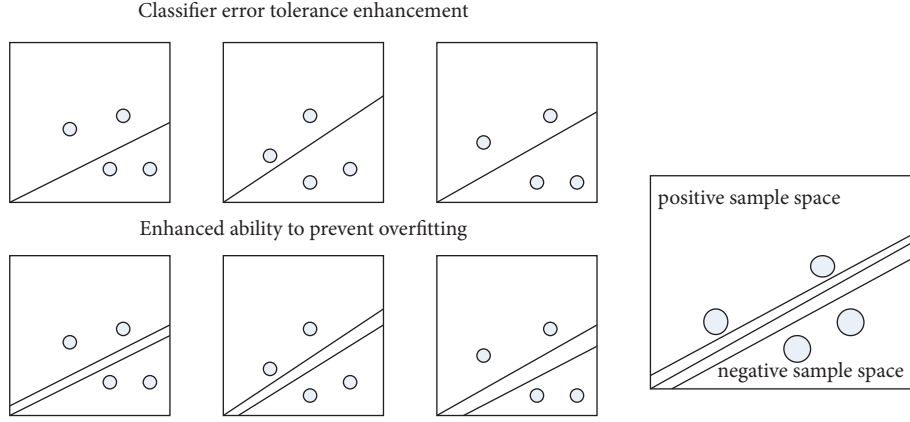 Classifier error tolerance enhancement
Enhanced ability to prevent overfitting
positive sample space
negative sample space